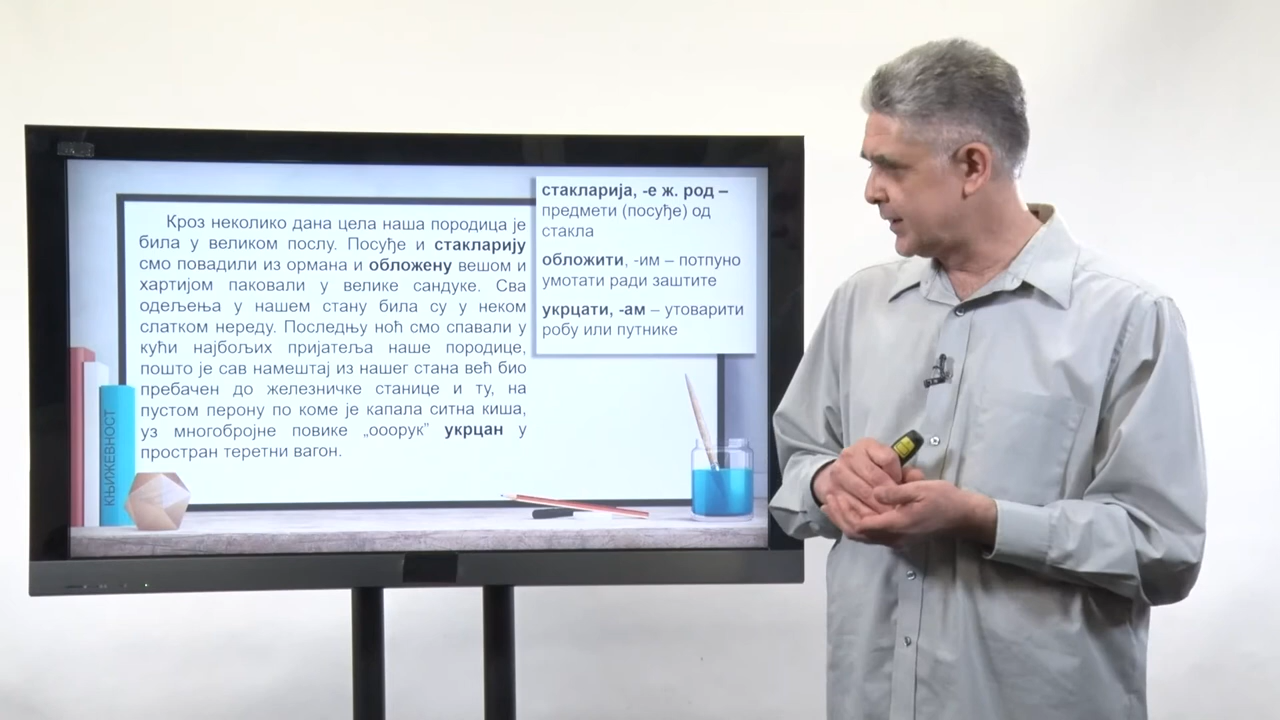 Кроз неколико дана цела наша породица је
била у великом послу. Посуђе и стакларију
смо повадили из ормана и обложену вешом и
хартијом паковали у велике сандуке. Сва
одељења у нашем стану била су у неком
слатком нереду. Последњу ноћ смо спавали у
кући најбољих пријатеља наше породице,
пошто је сав намештај из нашег стана већ био
пребачен до железничке станице и ту, на
пустом перону по коме је капала ситна киша,
уз многобројне повике „ооорук” укрцан у
простран теретни вагон.
стакларија, -е ж. род –
предмети (посуђе) од
стакла
обложити, -им – потпуно
умотати ради заштите
укрцати, -ам – утоварити
робу или путнике
КЊИЖЕВНОСТ